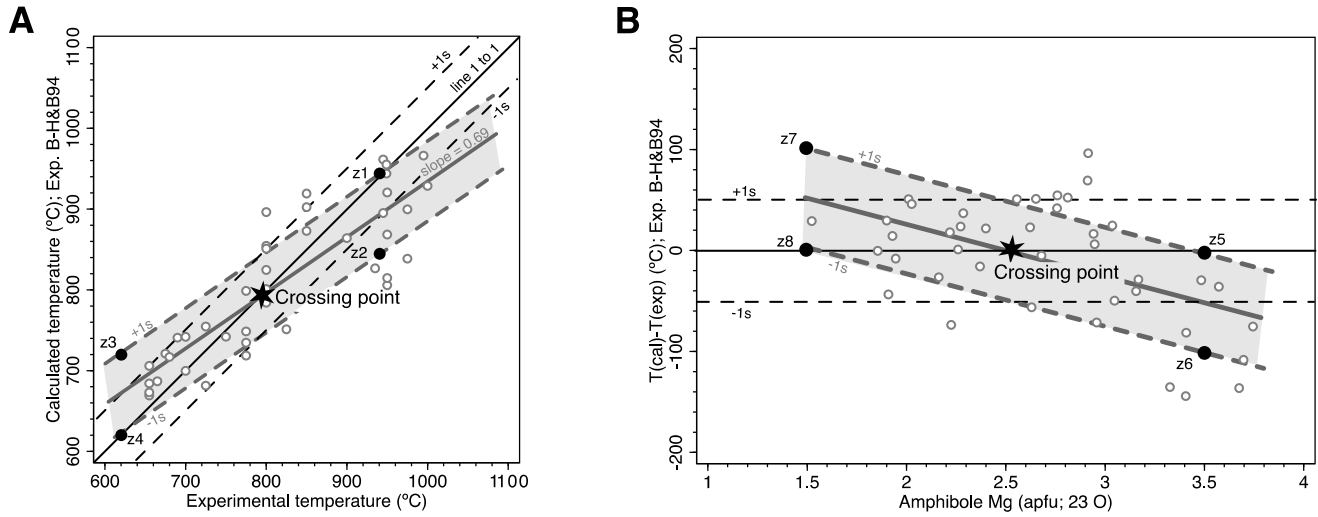 A
Calculated temperature (ºC); Exp. B-H&B94
1100
1000
900
800
700
600
+1s
line 1 to 1
-1s
slope = 0.69
z1
z2
Crossing point
z3
+1s
z4
-1s
600
700
800
900
1000
1100
Experimental temperature (ºC)
B
T(cal)-T(exp) (ºC); Exp. B-H&B94
200
100
0
-100
-200
z7
+1s
+1s
z8
z5
-1s
Crossing point
-1s
z6
1
1.5
2
2.5
3
3.5
4
Amphibole Mg (apfu; 23 O)